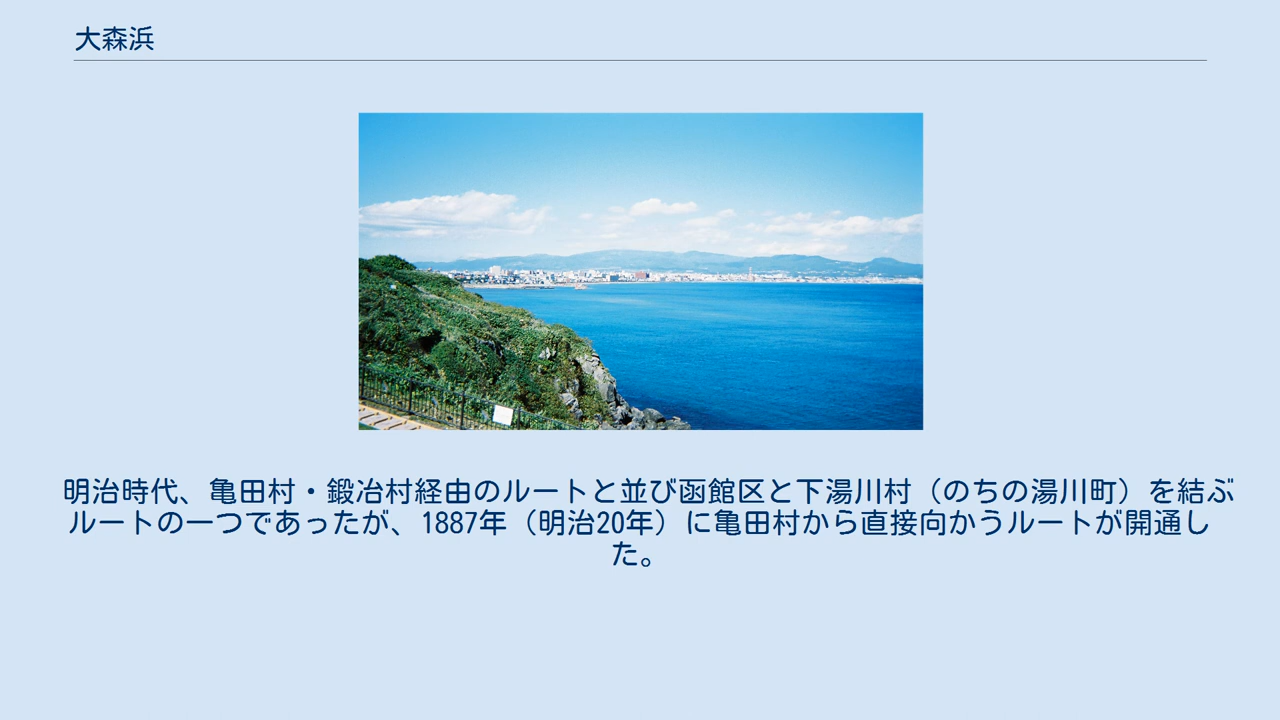 大森浜
明治時代、亀田村・鍛冶村経由のルートと並び函館区と下湯川村（のちの湯川町）を結ぶ
ルートの一つであったが、1887年（明治20年）に亀田村から直接向かうルートが開通し
た。